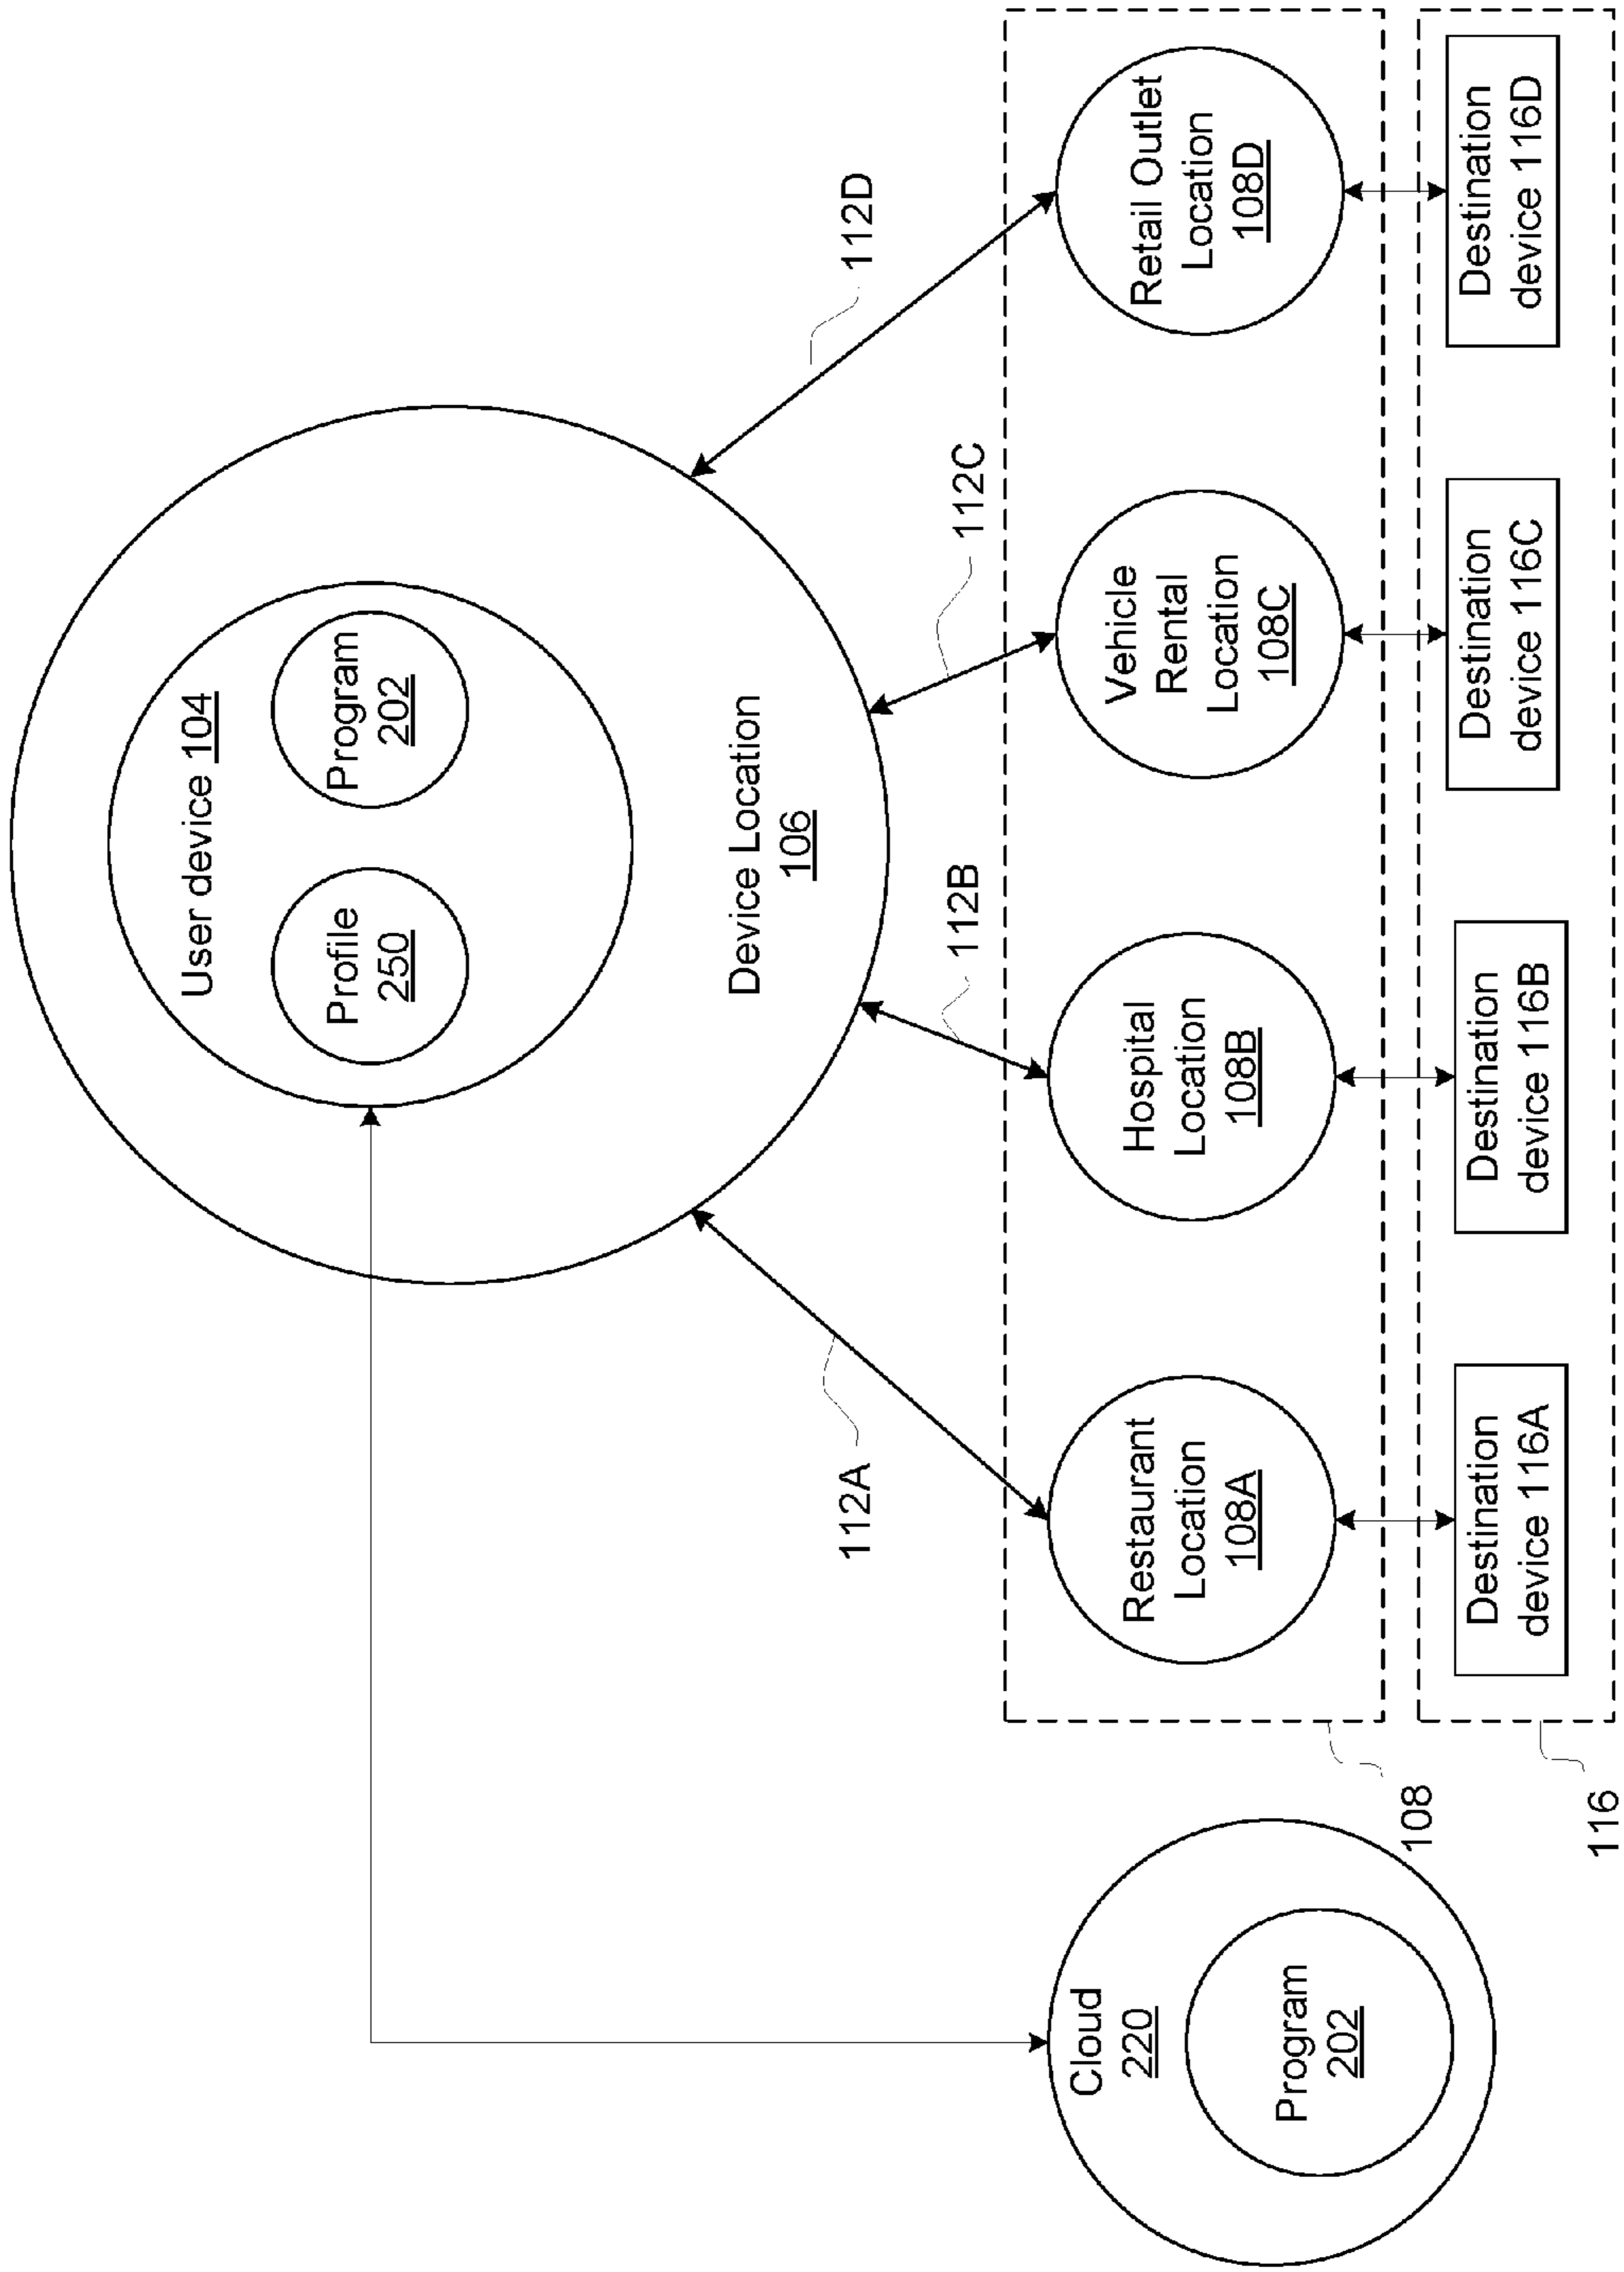 User device 104
Profile
250
Program
202
Device Location
106
112A
112B
112C
112D
Restaurant
Location
108A
Hospital
Location
108B
Vehicle
Rental
Location
108C
Retail Outlet
Location
108D
Cloud
220
Program
202
108
Destination
device 116A
Destination
device 116B
Destination
device 116C
Destination
device 116D
116